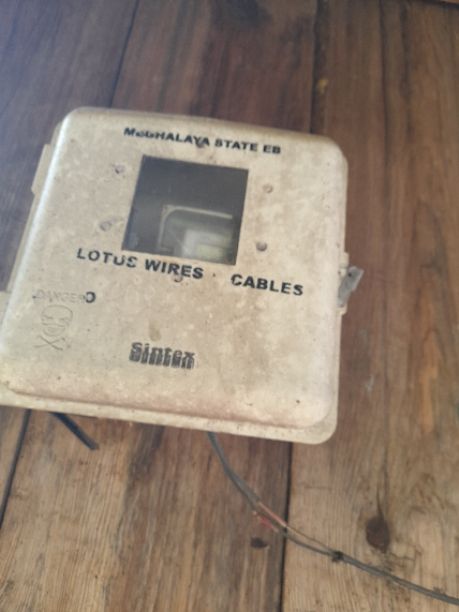 MEGHALAYA STATE EB
LOTUS WIRES CABLES
DANGER
Sintex